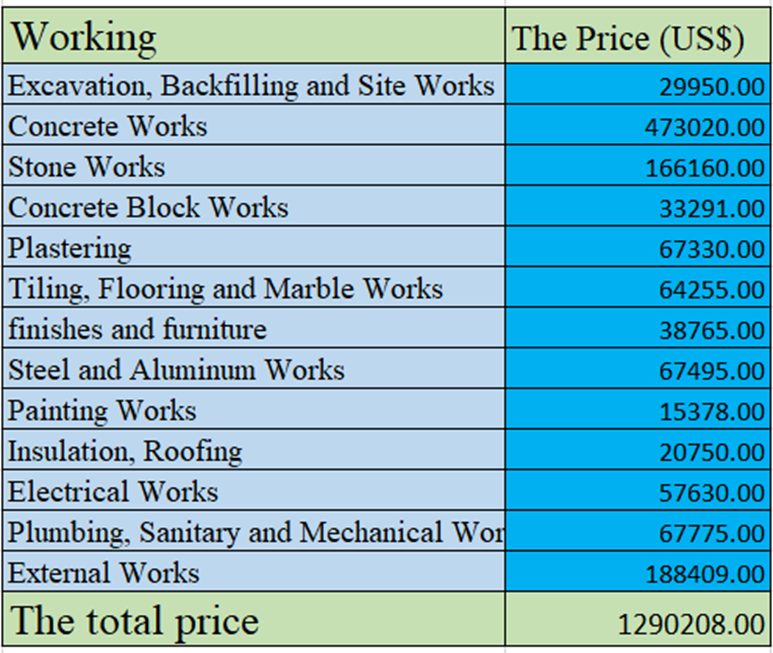 Working The Price (US$)
Excavation, Backfilling and Site Works 29950.00
Concrete Works 473020.00
Stone Works 166160.00
Concrete Block Works 33291.00
Plastering 67330.00
Tiling, Flooring and Marble Works 64255.00
finishes and furniture 38765.00
Steel and Aluminum Works 67495.00
Painting Works 15378.00
Insulation, Roofing 20750.00
Electrical Works 57630.00
Plumbing, Sanitary and Mechanical Wor 67775.00
External Works 188409.00
The total price 1290208.00